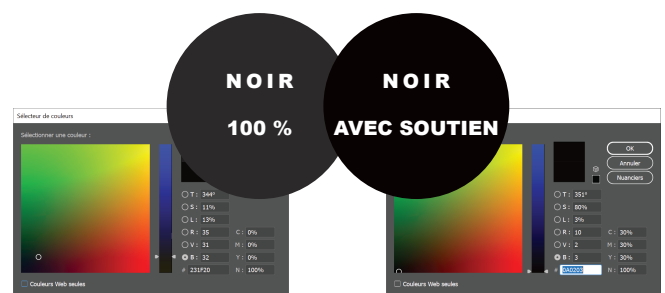 NOIR
100 %
NOIR
AVEC SOUTIEN
Sélecteur de couleurs
Sélectionner une couleur :
T : 344°
S : 11%
L : 13%
R : 35 C : 0%
V : 31 M : 0%
B : 32 Y : 0%
# 231F20 N : 100%
Couleurs Web seules
OK
Annuler
Nuanciers
T : 351°
S : 80%
L : 3%
R : 10 C : 30%
V : 2 M : 30%
B : 3 Y : 30%
# 0A0203 N : 100%
Couleurs Web seules